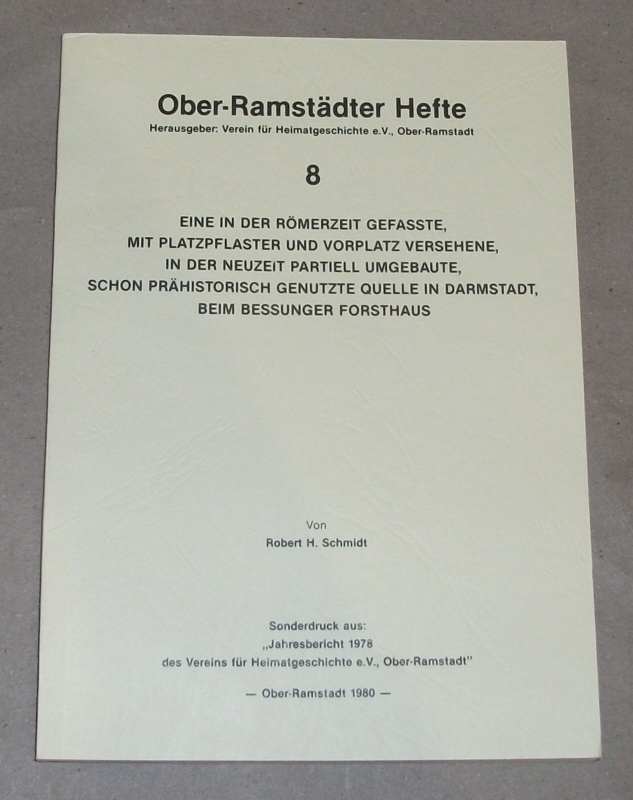 Ober-Ramstädter Hefte
Herausgeber: Verein für Heimatgeschichte e.V., Ober-Ramstadt
8
EINE IN DER RÖMERZEIT GEFASSTE,
MIT PLATZPFLASTER UND VORPLATZ VERSEHENE,
IN DER NEUZEIT PARTIELL UMGEBAUTE,
SCHON PRÄHISTORISCH GENUTZTE QUELLE IN DARMSTADT,
BEIM BESSUNGER FORSTHAUS
Von
Robert H. Schmidt
Sonderdruck aus:
„Jahresbericht 1978
des Vereins für Heimatgeschichte e.V., Ober-Ramstadt"
— Ober-Ramstadt 1980 —